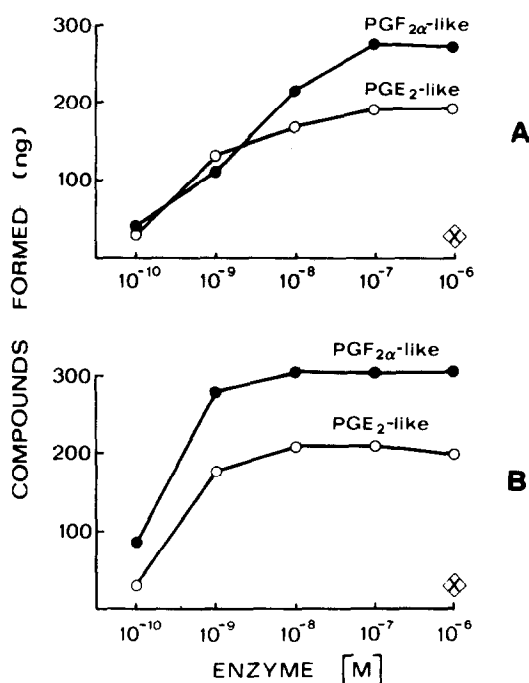 300
200
100
PGF2α-like
PGE2-like
A
10⁻¹⁰ 10⁻⁹ 10⁻⁸ 10⁻⁷ 10⁻⁶
COMPOUNDS FORMED (ng)
300
200
100
PGF2α-like
PGE2-like
B
10⁻¹⁰ 10⁻⁹ 10⁻⁸ 10⁻⁷ 10⁻⁶
ENZYME [M]